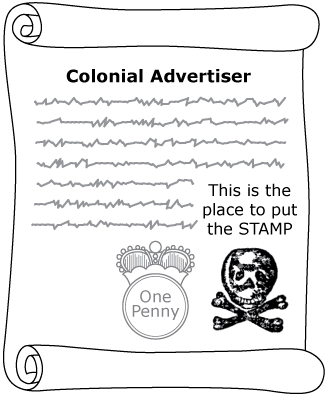 Colonial Advertiser
This is the
place to put
the STAMP
One
Penny